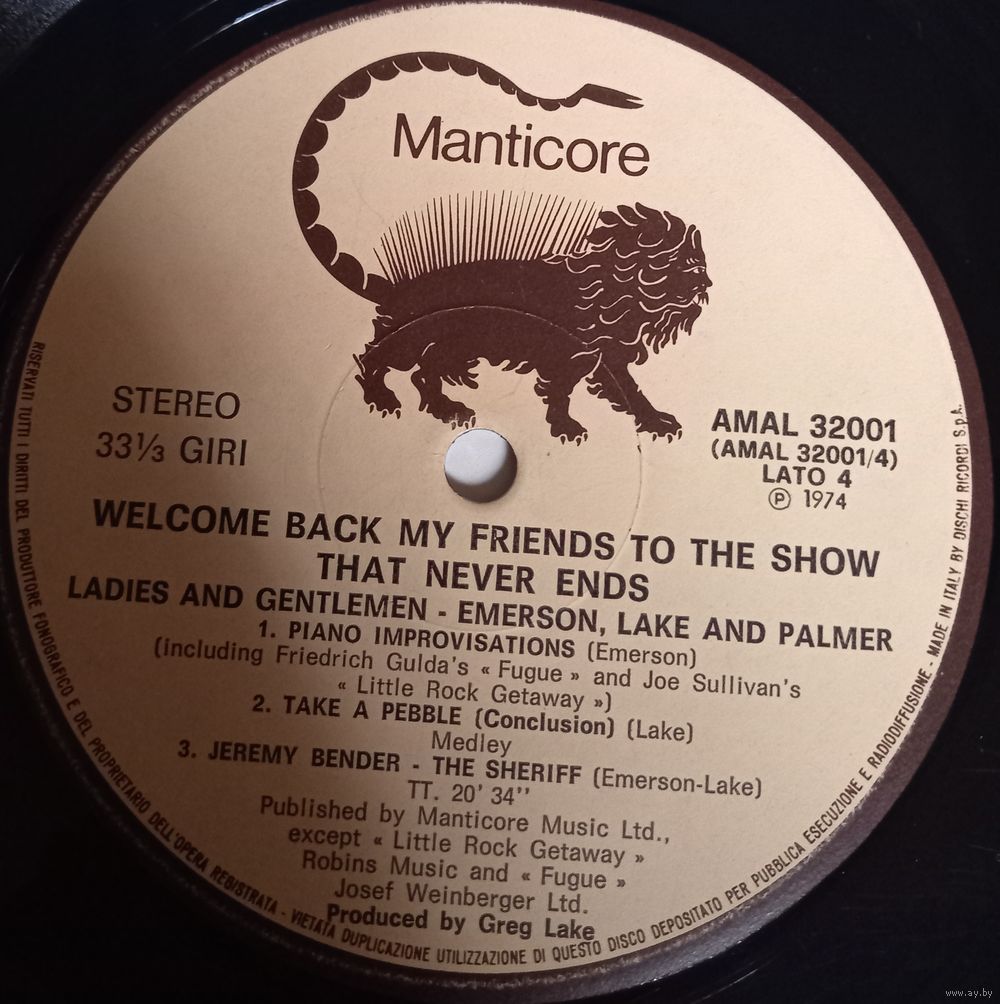 Manticore
STEREO
33⅓ GIRI
AMAL 32001
(AMAL 32001/4)
LATO 4
Ⓟ 1974
WELCOME BACK MY FRIENDS TO THE SHOW
THAT NEVER ENDS
LADIES AND GENTLEMEN - EMERSON, LAKE AND PALMER
1. PIANO IMPROVISATIONS (Emerson)
(including Friedrich Gulda's « Fugue » and Joe Sullivan's
« Little Rock Getaway »)
2. TAKE A PEBBLE (Conclusion) (Lake)
Medley
3. JEREMY BENDER - THE SHERIFF (Emerson-Lake)
TT. 20' 34''
Published by Manticore Music Ltd.,
except « Little Rock Getaway »
Robins Music and « Fugue »
Josef Weinberger Ltd.
Produced by Greg Lake
RISERVATI TUTTI I DIRITTI DEL PRODUTTORE FONOGRAFICO E DEL PROPRIETARIO DELL'OPERA REGISTRATA - VIETATA DUPLICAZIONE UTILIZZAZIONE DI QUESTO DISCO DEPOSITATO PER PUBBLICA ESECUZIONE E RADIODIFFUSIONE - MADE IN ITALY BY DISCHI RICORDI S.p.A.
www.ay.by